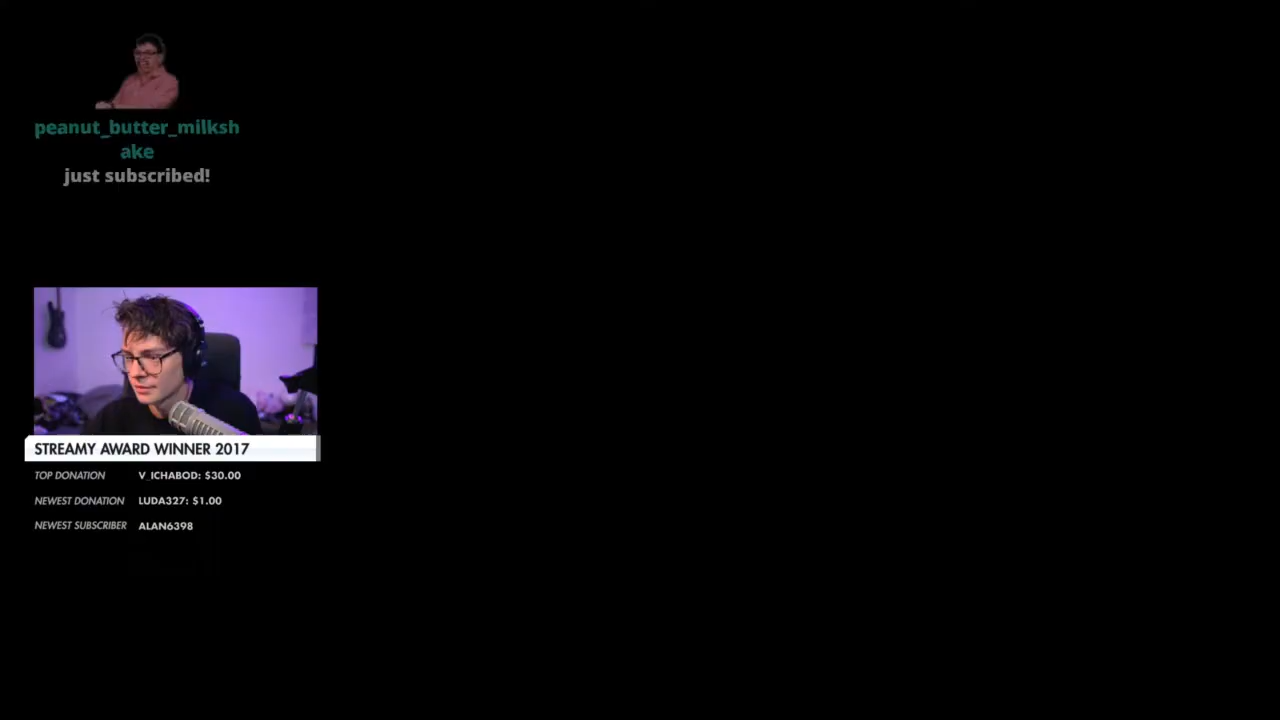 peanut_butter_milksh
ake
just subscribed!
STREAMY AWARD WINNER 2017
TOP DONATION V_ICHABOD: $30.00
NEWEST DONATION LUDA327: $1.00
NEWEST SUBSCRIBER ALAN6398